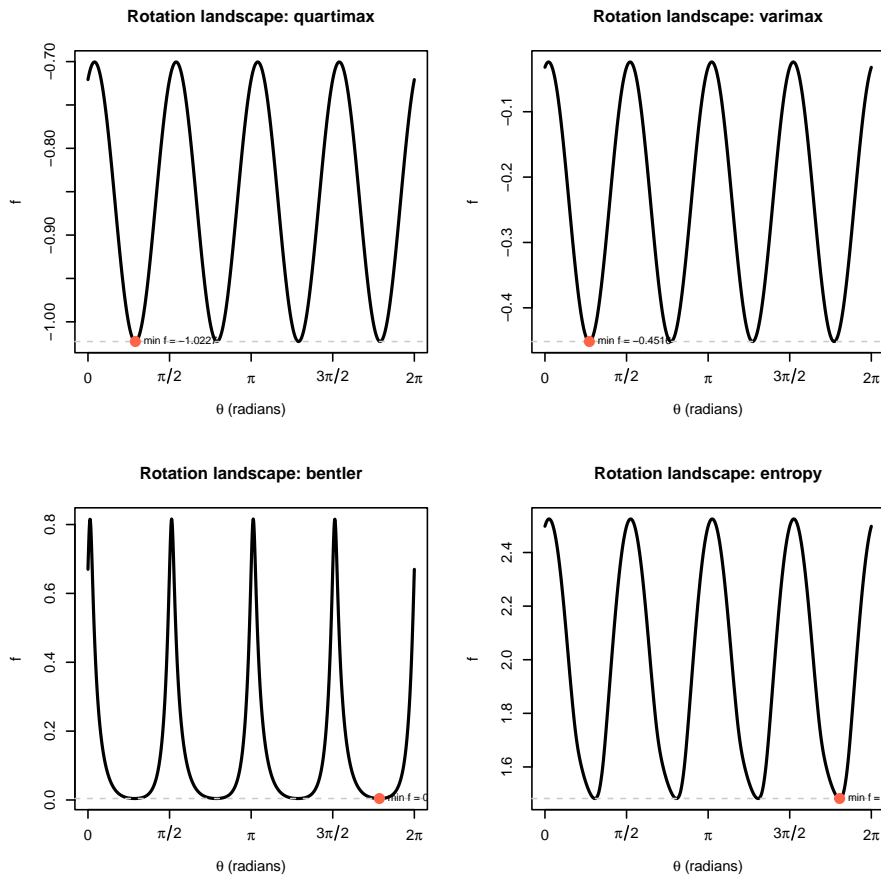 Rotation landscape: quartimax
f
−0.70
−0.80
−0.90
−1.00
min f = −1.0227
0
π/2
π
3π/2
2π
θ (radians)
Rotation landscape: varimax
f
−0.1
−0.2
−0.3
−0.4
min f = −0.4516
0
π/2
π
3π/2
2π
θ (radians)
Rotation landscape: bentler
f
0.8
0.6
0.4
0.2
0.0
min f = 0
0
π/2
π
3π/2
2π
θ (radians)
Rotation landscape: entropy
f
2.4
2.2
2.0
1.8
1.6
min f =
0
π/2
π
3π/2
2π
θ (radians)